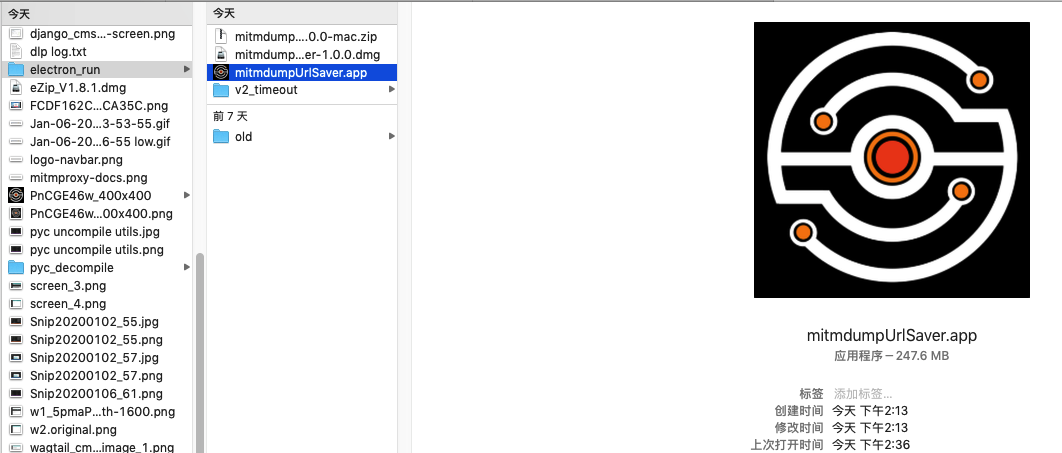 今天
django_cms...-screen.png
dlp log.txt
electron_run
eZip_V1.8.1.dmg
FCDF162C...CA35C.png
Jan-06-20...3-53-55.gif
Jan-06-20...6-55 low.gif
logo-navbar.png
mitmproxy-docs.png
PnCGE46w_400x400
PnCGE46w...00x400.png
pyc uncompile utils.jpg
pyc uncompile utils.png
pyc_decompile
screen_3.png
screen_4.png
Snip20200102_55.jpg
Snip20200102_55.png
Snip20200102_57.jpg
Snip20200102_57.png
Snip20200106_61.png
w1_5pmaP...th-1600.png
w2.original.png
wagtail_cm...image_1.png
今天
mitmdump....0.0-mac.zip
mitmdump...er-1.0.0.dmg
mitmdumpUrlSaver.app
v2_timeout
前 7 天
old
mitmdumpUrlSaver.app
应用程序 – 247.6 MB
标签 添加标签...
创建时间 今天 下午2:13
修改时间 今天 下午2:13
上次打开时间 今天 下午2:36